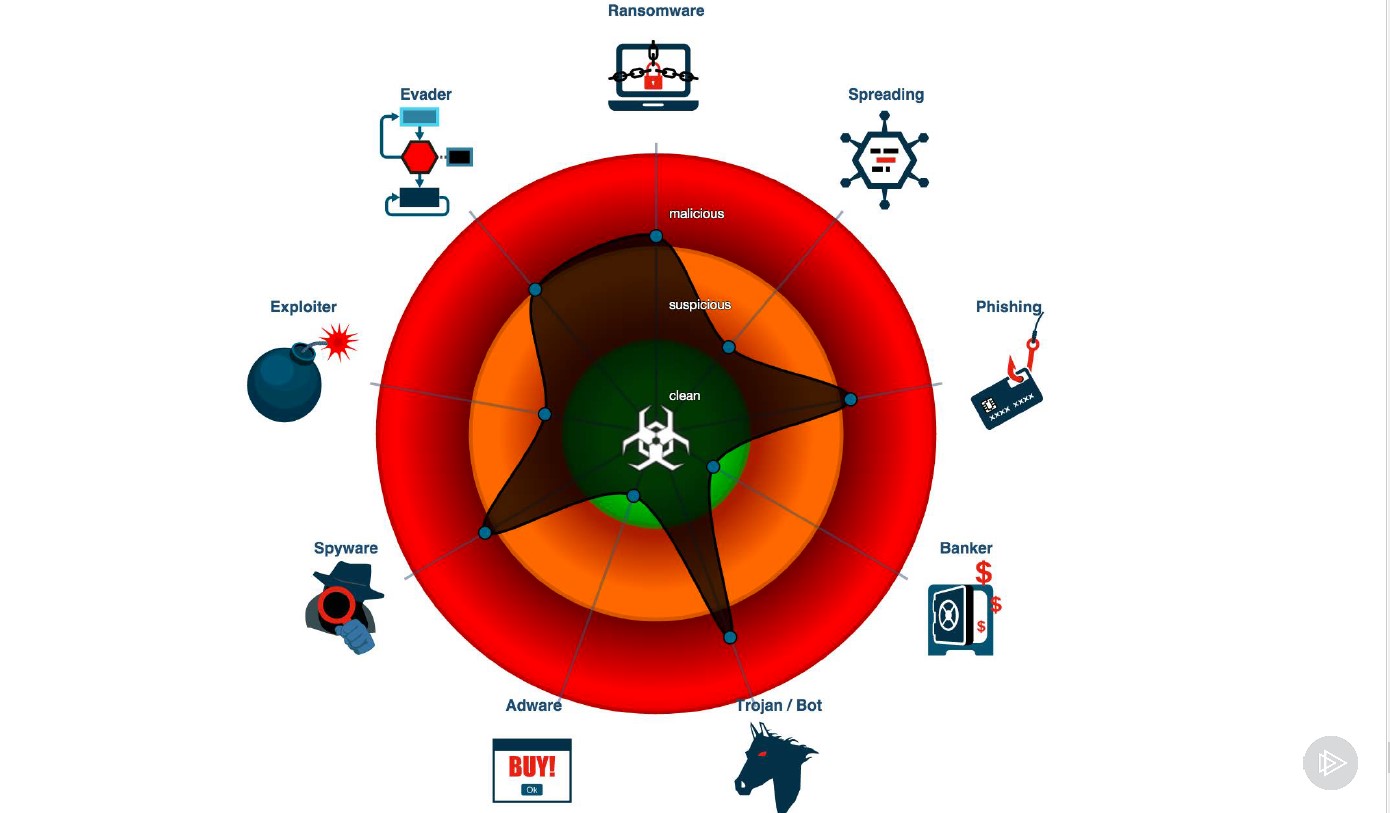 Ransomware
Evader
Spreading
malicious
Exploiter
suspicious
Phishing
clean
XXXX XXXX
Spyware
Banker
$
$
$
Adware
Trojan / Bot
BUY!
Ok